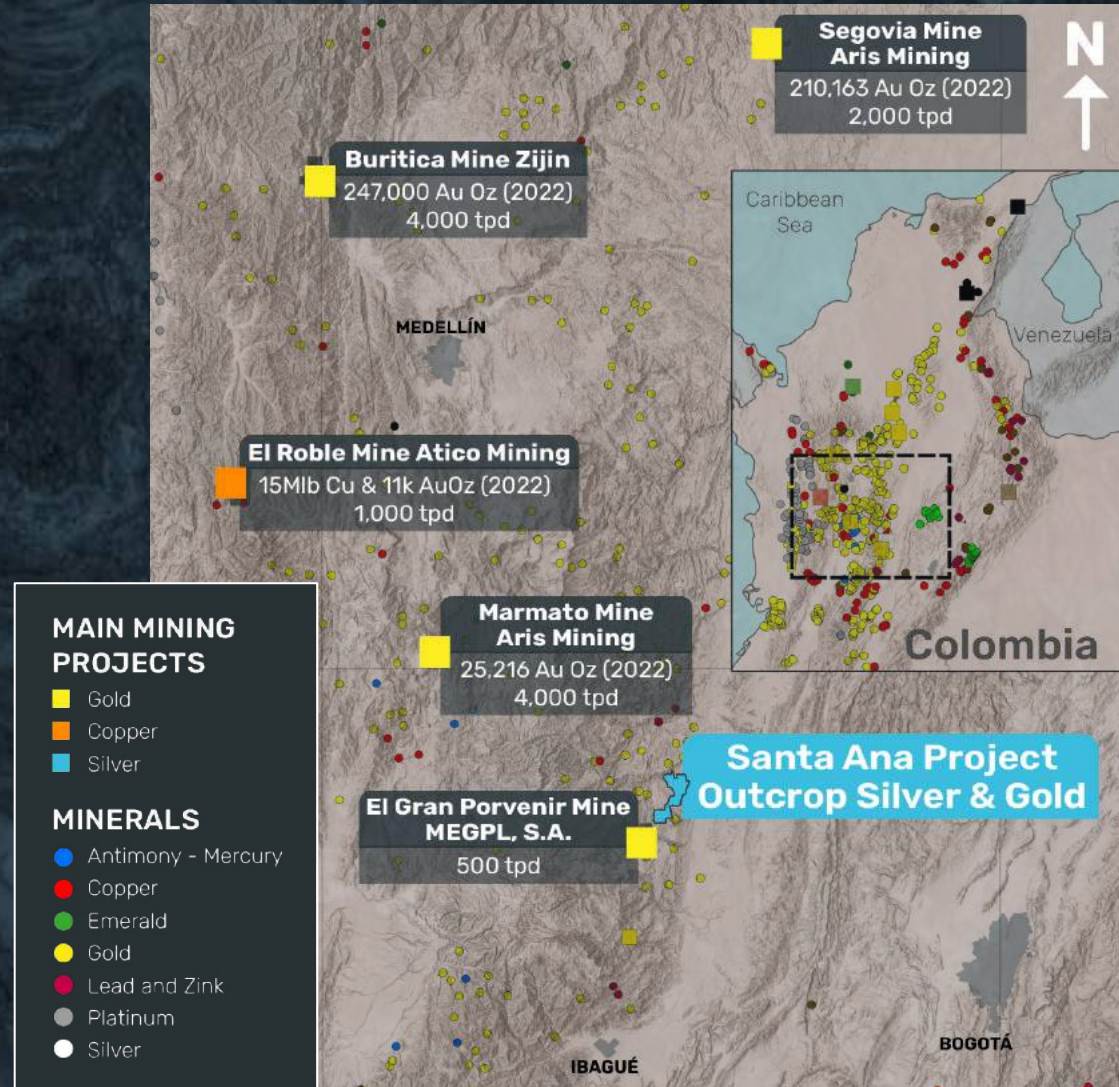 Segovia Mine
Aris Mining
210,163 Au Oz (2022)
2,000 tpd
N
Buritica Mine Zijin
247,000 Au Oz (2022)
4,000 tpd
Caribbean
Sea
Venezuela
Colombia
MEDELLÍN
El Roble Mine Atico Mining
15Mlb Cu & 11k AuOz (2022)
1,000 tpd
Marmato Mine
Aris Mining
25,216 Au Oz (2022)
4,000 tpd
Santa Ana Project
Outcrop Silver & Gold
El Gran Porvenir Mine
MEGPL, S.A.
500 tpd
IBAGUÉ
BOGOTÁ
MAIN MINING
PROJECTS
Gold
Copper
Silver
MINERALS
Antimony - Mercury
Copper
Emerald
Gold
Lead and Zink
Platinum
Silver